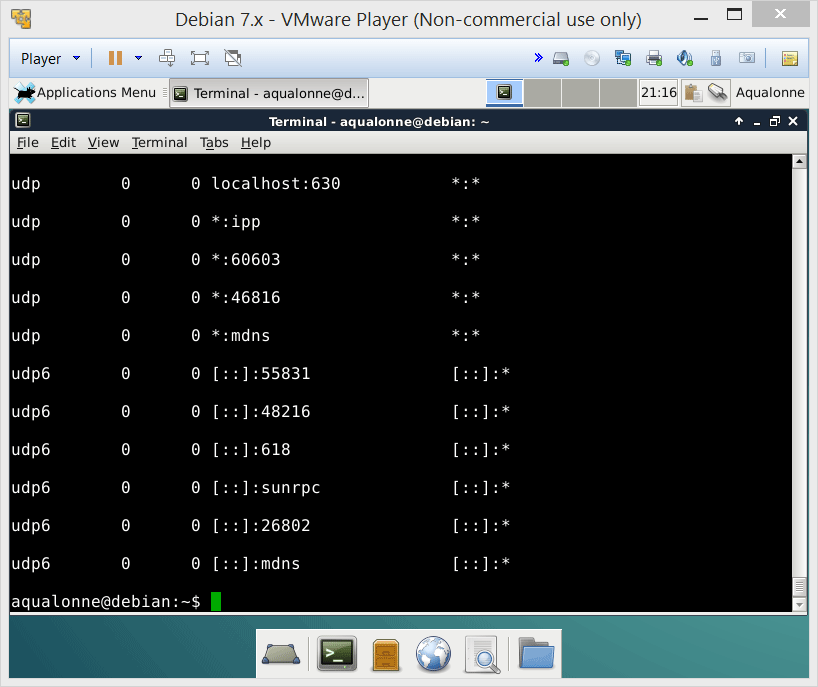 Debian 7.x - VMware Player (Non-commercial use only)
Player
Applications Menu Terminal - aqualonne@d... 21:16 Aqualonne
Terminal - aqualonne@debian: ~
File Edit View Terminal Tabs Help
udp 0 0 localhost:630 *:*
udp 0 0 *:ipp *:*
udp 0 0 *:60603 *:*
udp 0 0 *:46816 *:*
udp 0 0 *:mdns *:*
udp6 0 0 [::]:55831 [::]:*
udp6 0 0 [::]:48216 [::]:*
udp6 0 0 [::]:618 [::]:*
udp6 0 0 [::]:sunrpc [::]:*
udp6 0 0 [::]:26802 [::]:*
udp6 0 0 [::]:mdns [::]:*
aqualonne@debian:~$